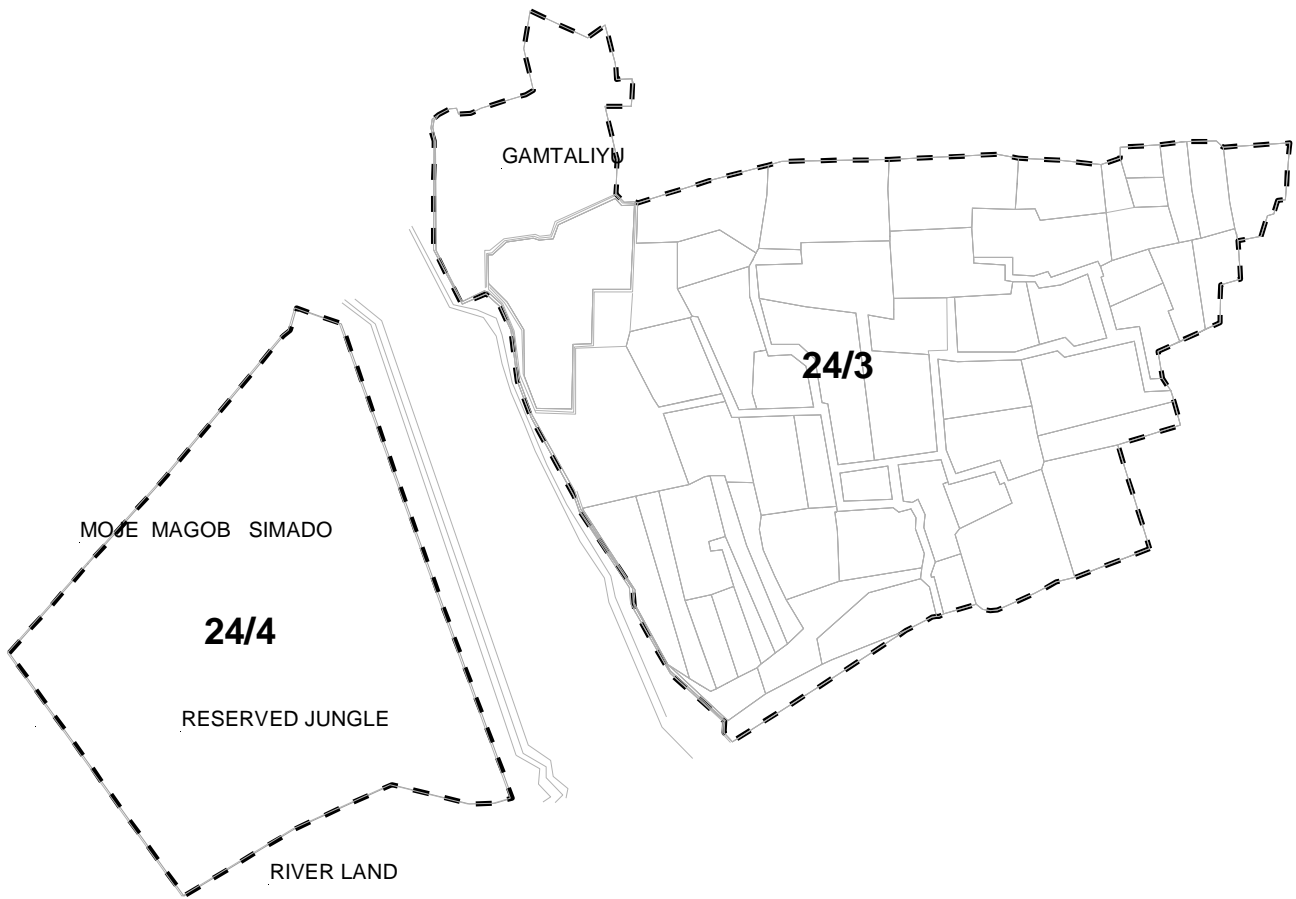 GAMTALIYU
24/3
MOJE MAGOB SIMADO
24/4
RESERVED JUNGLE
RIVER LAND